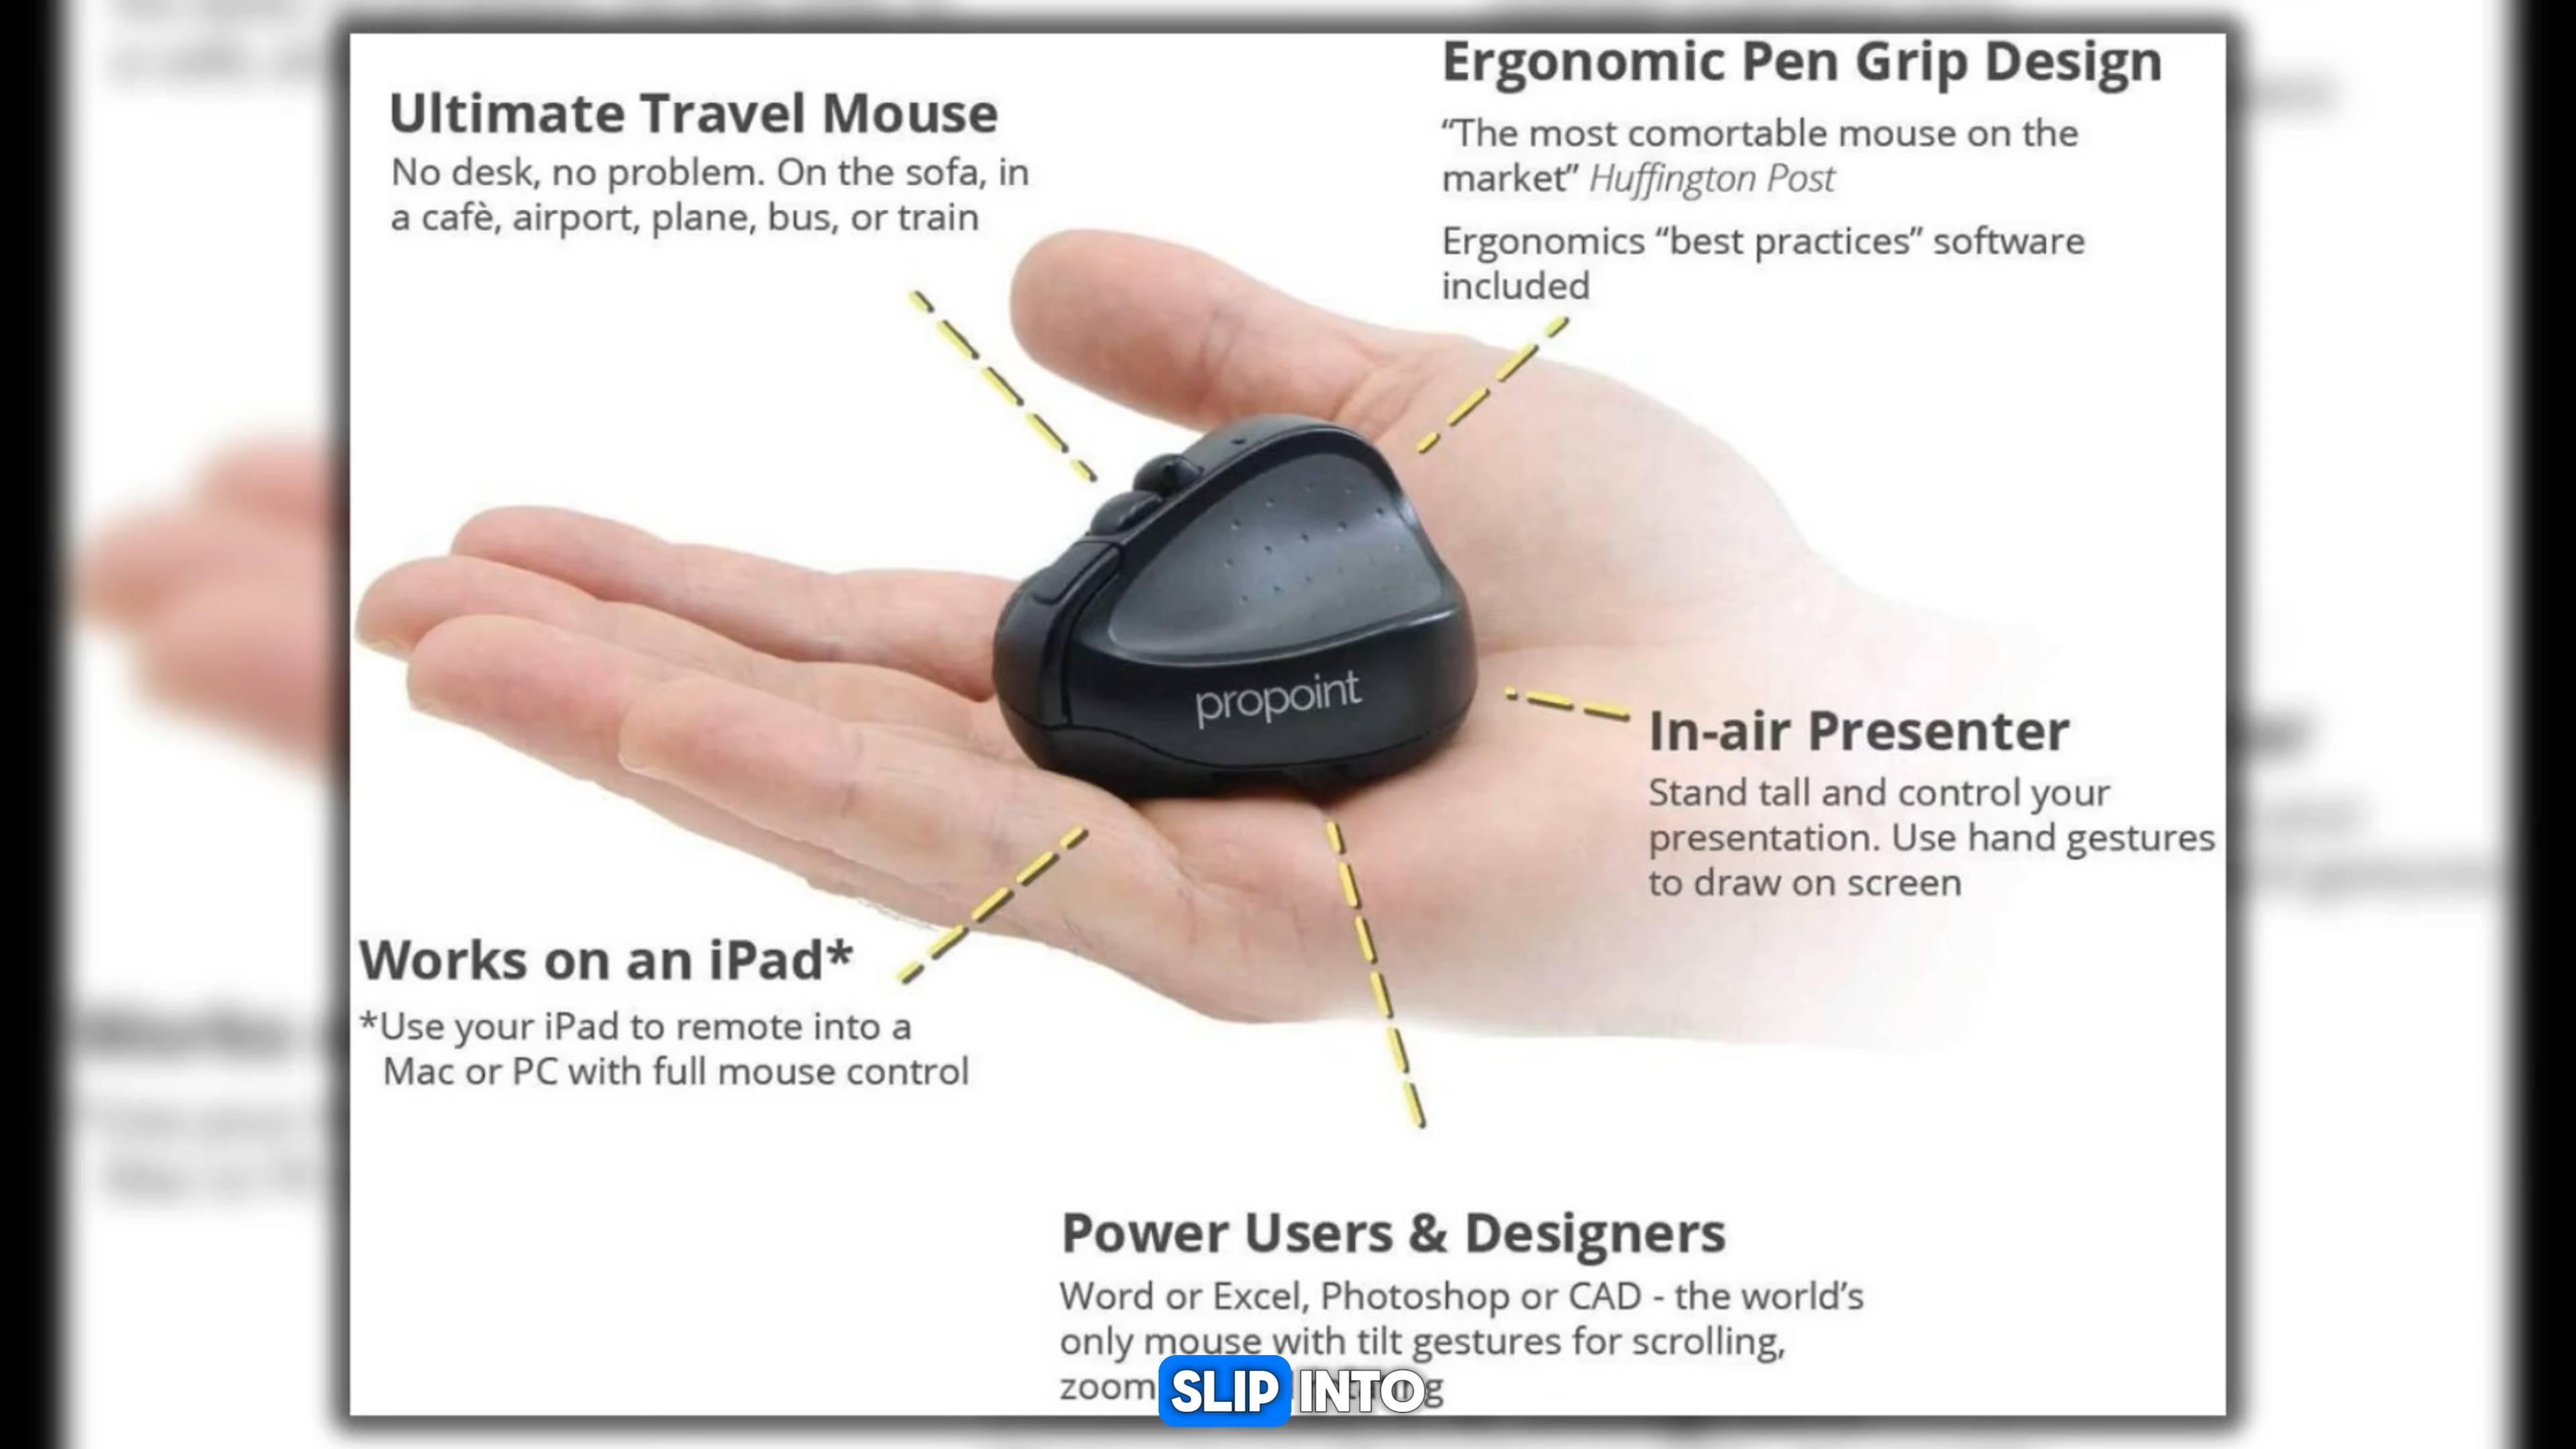 Ultimate Travel Mouse
No desk, no problem. On the sofa, in
a cafè, airport, plane, bus, or train
Ergonomic Pen Grip Design
“The most comortable mouse on the
market” Huffington Post
Ergonomics “best practices” software
included
propoint
In-air Presenter
Stand tall and control your
presentation. Use hand gestures
to draw on screen
Works on an iPad*
*Use your iPad to remote into a
Mac or PC with full mouse control
Power Users & Designers
Word or Excel, Photoshop or CAD - the world’s
only mouse with tilt gestures for scrolling,
zoom
SLIP INTO